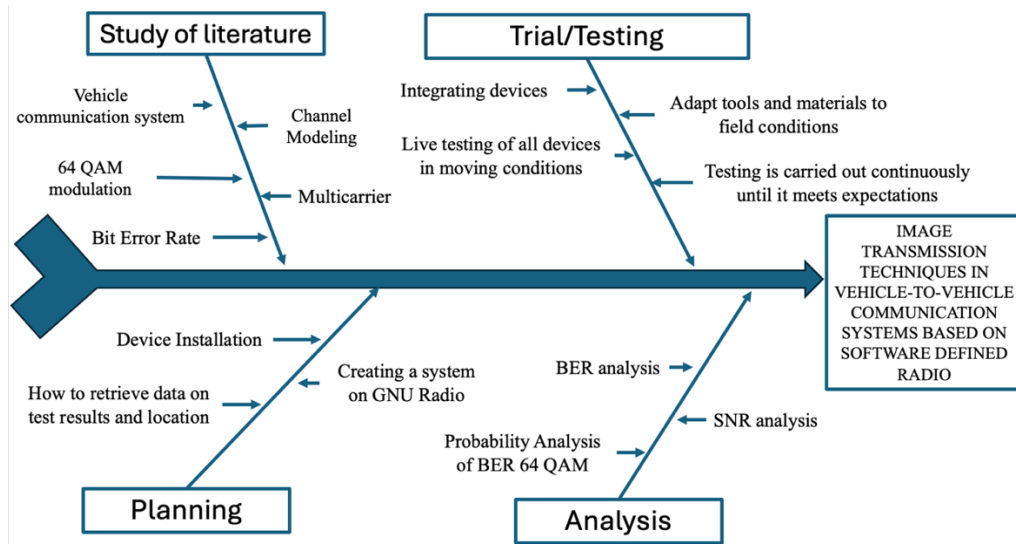 Study of literature
Vehicle
communication system
Channel
Modeling
64 QAM
modulation
Multicarrier
Bit Error Rate
Trial/Testing
Integrating devices
Adapt tools and materials to
field conditions
Live testing of all devices
in moving conditions
Testing is carried out continuously
until it meets expectations
IMAGE
TRANSMISSION
TECHNIQUES IN
VEHICLE-TO-VEHICLE
COMMUNICATION
SYSTEMS BASED ON
SOFTWARE DEFINED
RADIO
Device Installation
Creating a system
on GNU Radio
How to retrieve data on
test results and location
Planning
BER analysis
SNR analysis
Probability Analysis
of BER 64 QAM
Analysis